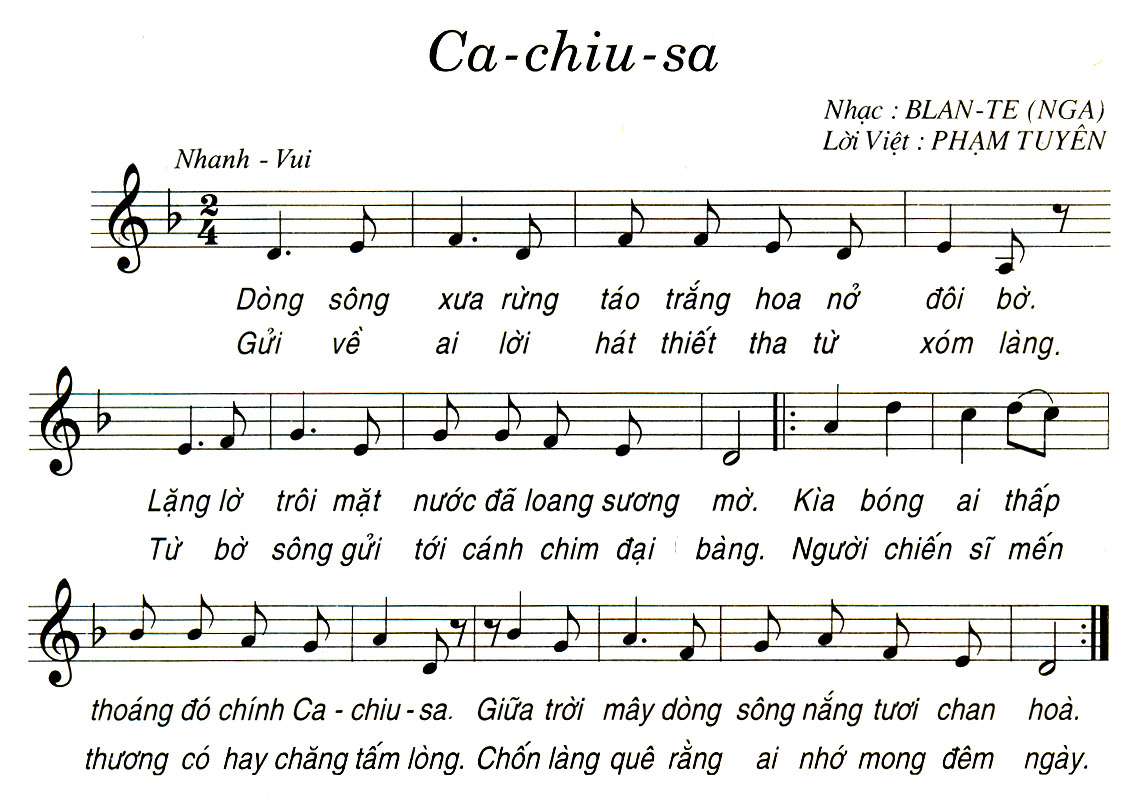 Ca-chiu-sa
Nhạc : BLAN-TE (NGA)
Lời Việt : PHẠM TUYÊN
Nhanh - Vui
2
4
Dòng sông xưa rừng táo trắng hoa nở đôi bờ.
Gửi về ai lời hát thiết tha từ xóm làng.
Lặng lờ trôi mặt nước đã loang sương mờ. Kìa bóng ai thấp
Từ bờ sông gửi tới cánh chim đại bàng. Người chiến sĩ mến
thoáng đó chính Ca - chiu - sa. Giữa trời mây dòng sông nắng tươi chan hoà.
thương có hay chăng tấm lòng. Chốn làng quê rằng ai nhớ mong đêm ngày.